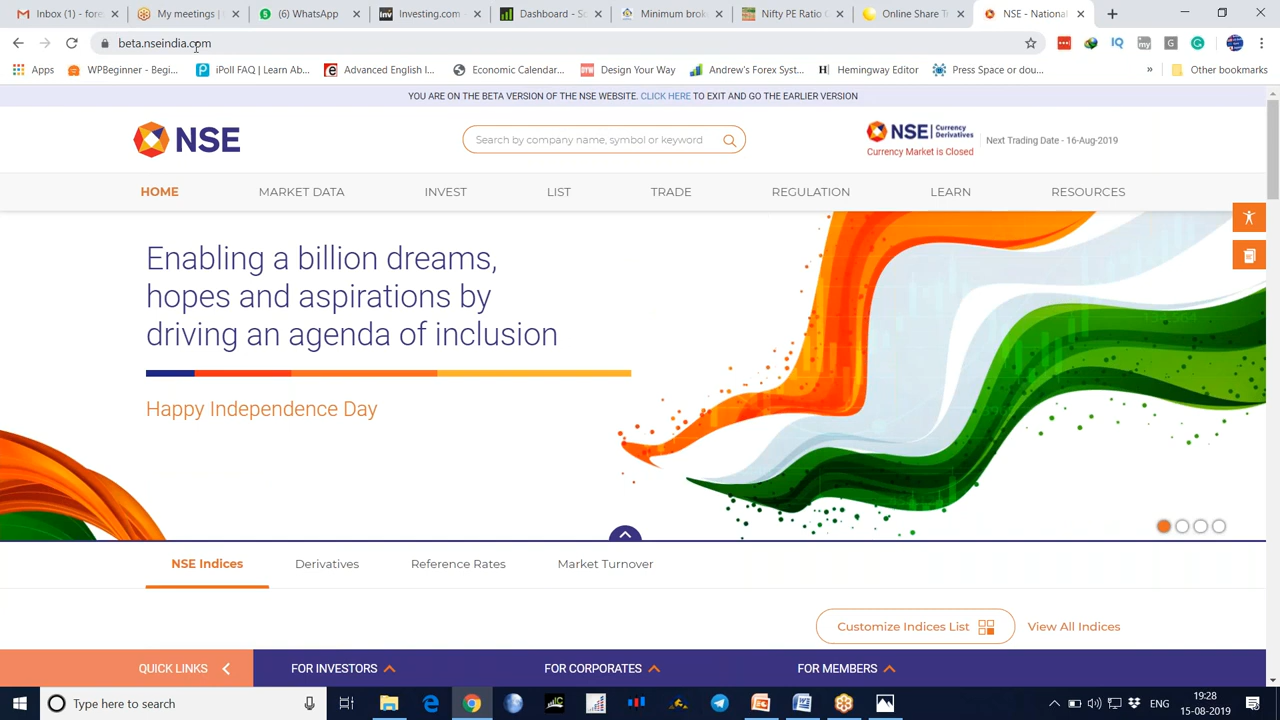 Inbox (1) - for
My meetings | G
(6) WhatsApp
Investing.com -
Dashboard - S
Minimum brok
Nifty PE Ratio (
Online Share T
NSE - National
beta.nseindia.com
Apps
WPBeginner - Begi...
iPoll FAQ | Learn Ab...
Advanced English I...
Economic Calendar...
Design Your Way
Andrew's Forex Syst...
Hemingway Editor
Press Space or dou...
»
Other bookmarks
YOU ARE ON THE BETA VERSION OF THE NSE WEBSITE. CLICK HERE TO EXIT AND GO THE EARLIER VERSION
NSE
Search by company name, symbol or keyword
NSE | Currency Derivatives
Currency Market is Closed
Next Trading Date - 16-Aug-2019
HOME
MARKET DATA
INVEST
LIST
TRADE
REGULATION
LEARN
RESOURCES
Enabling a billion dreams,
hopes and aspirations by
driving an agenda of inclusion
Happy Independence Day
NSE Indices
Derivatives
Reference Rates
Market Turnover
Customize Indices List
View All Indices
QUICK LINKS
FOR INVESTORS
FOR CORPORATES
FOR MEMBERS
Type here to search
ENG
19:28
15-08-2019